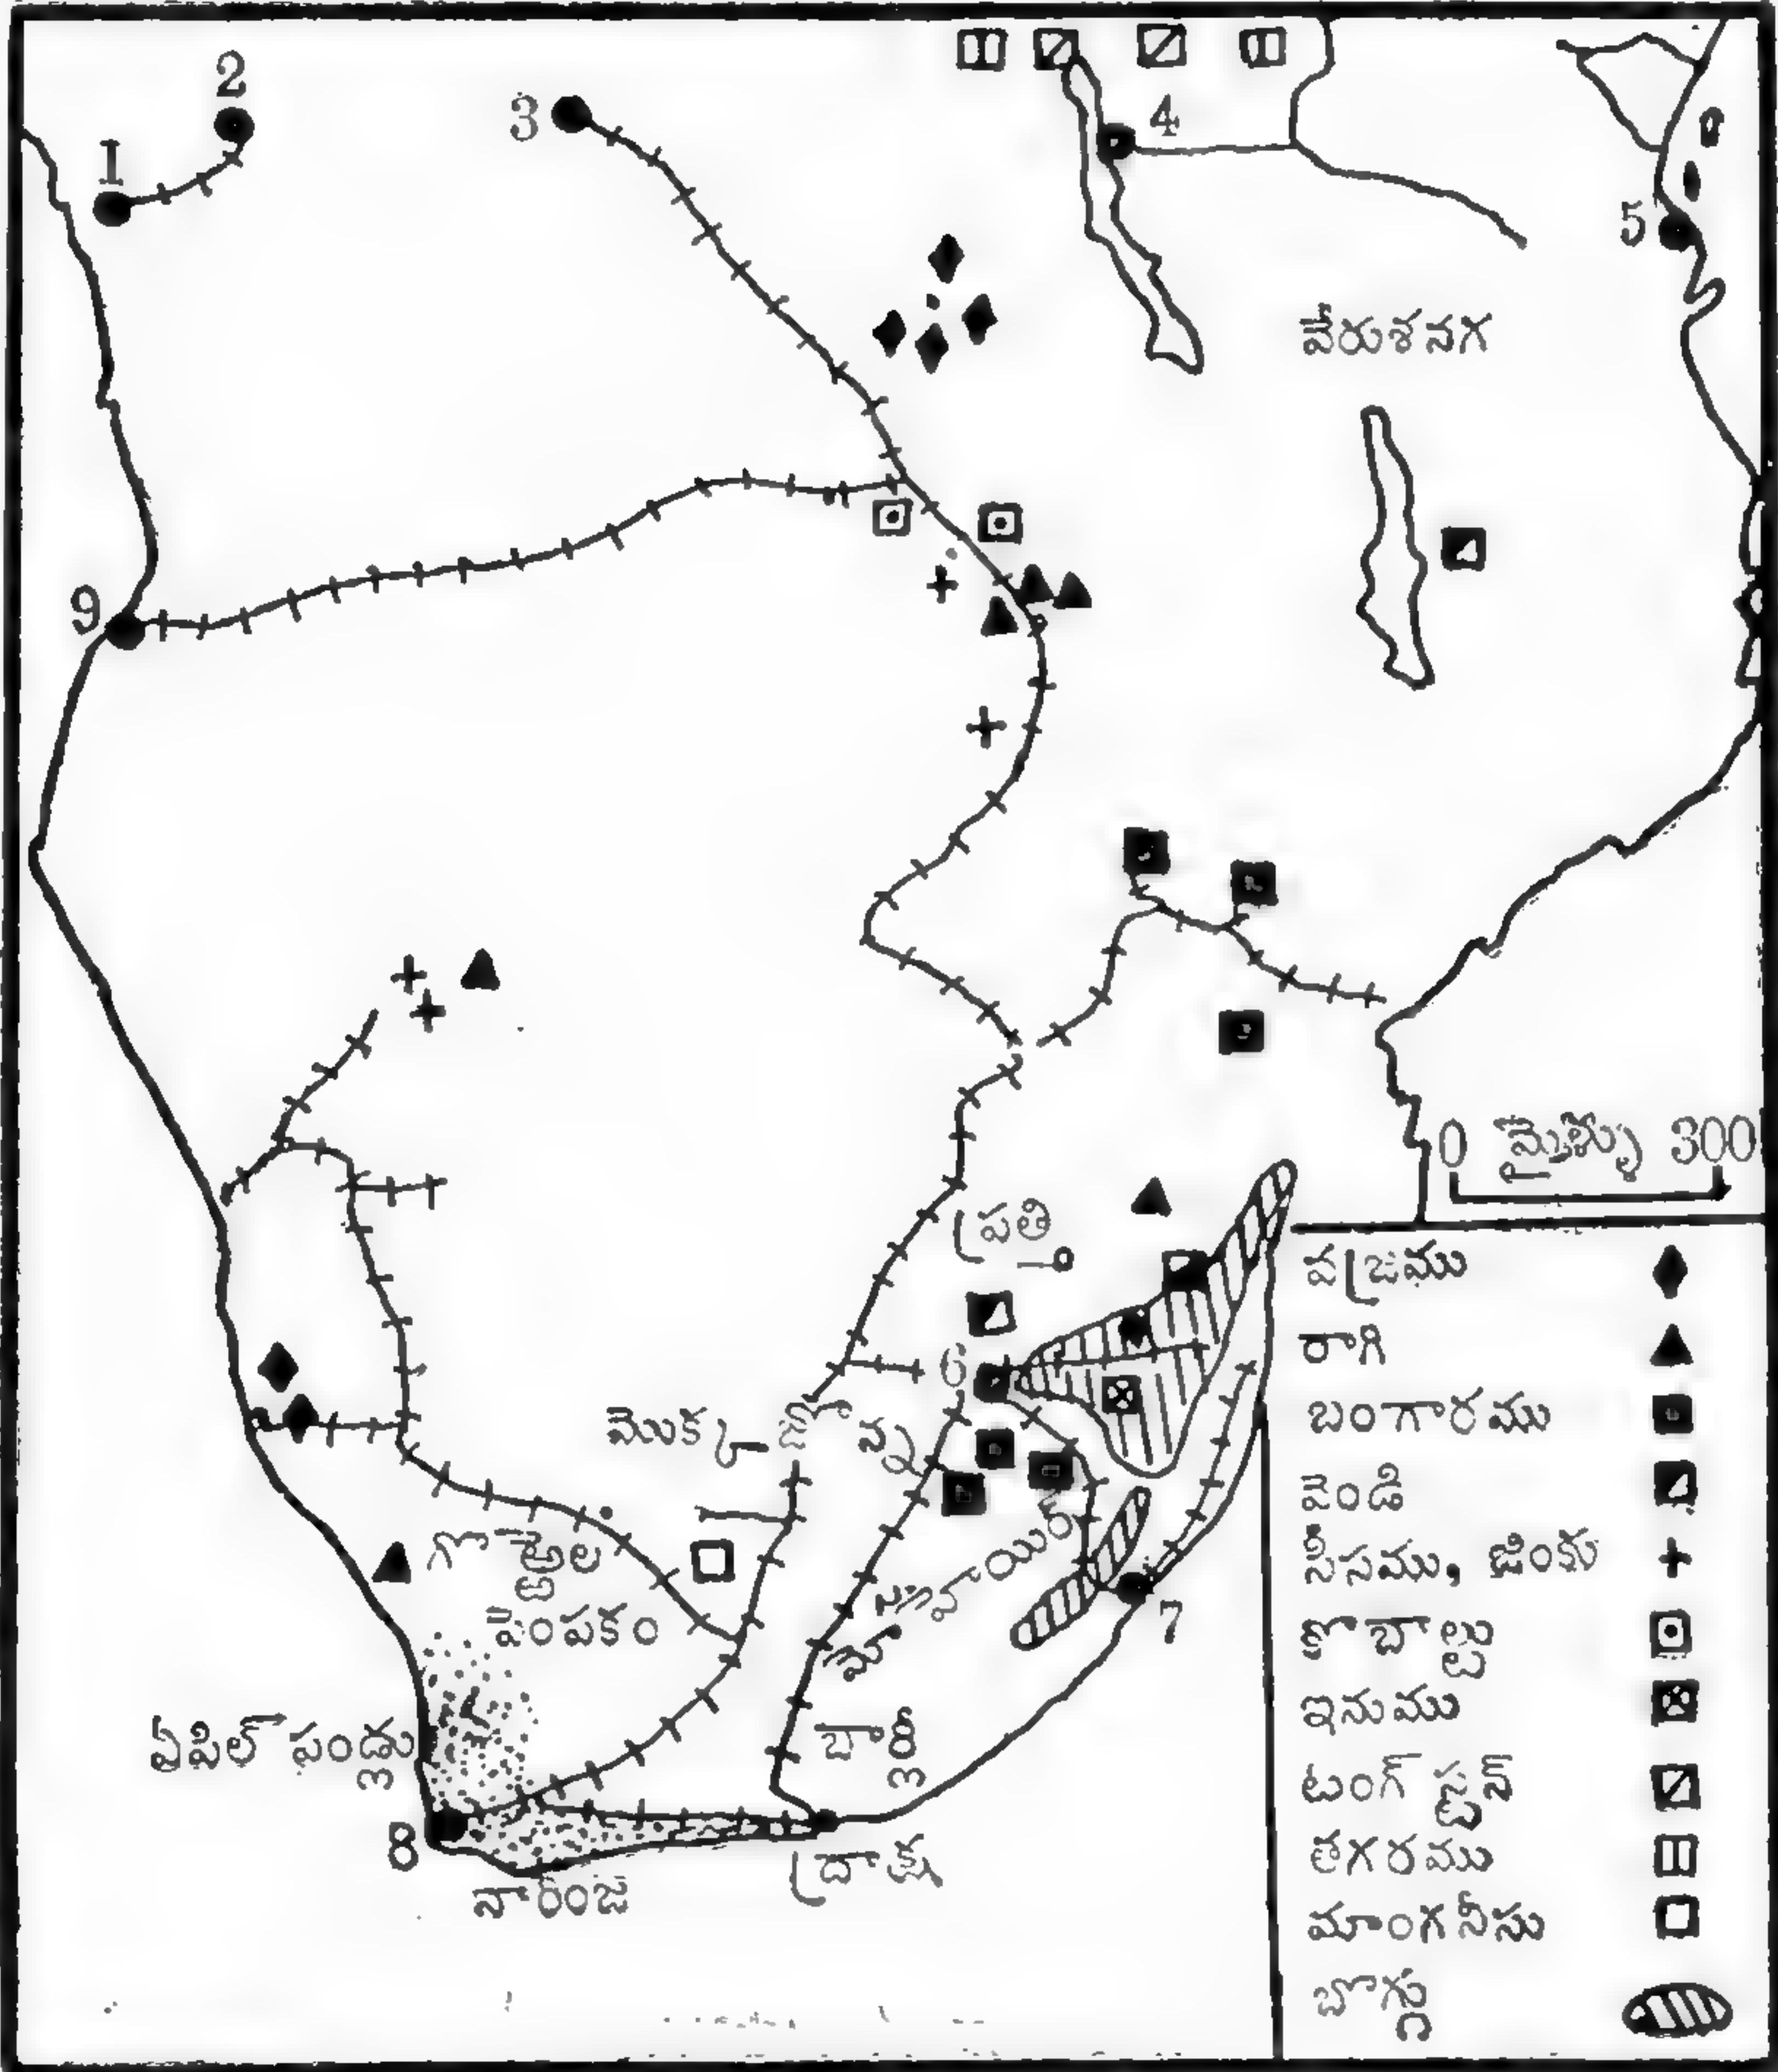 2
3
4
1
5
వేరుశనగ
9
0 మైళ్ళు 300
ప్రతి
6
మొక్క జొన్న
గొఱ్ఱెల
పెంపకం
7
బార్లీ
ఏపిల్ పండ్లు
8
ద్రాక్ష
నారింజ
వజ్రము
రాగి
బంగారము
వెండి
సీసము, జింకు
కొబాల్టు
ఇనుము
టంగ్ స్టన్
తగరము
మాంగనీసు
బొగ్గు